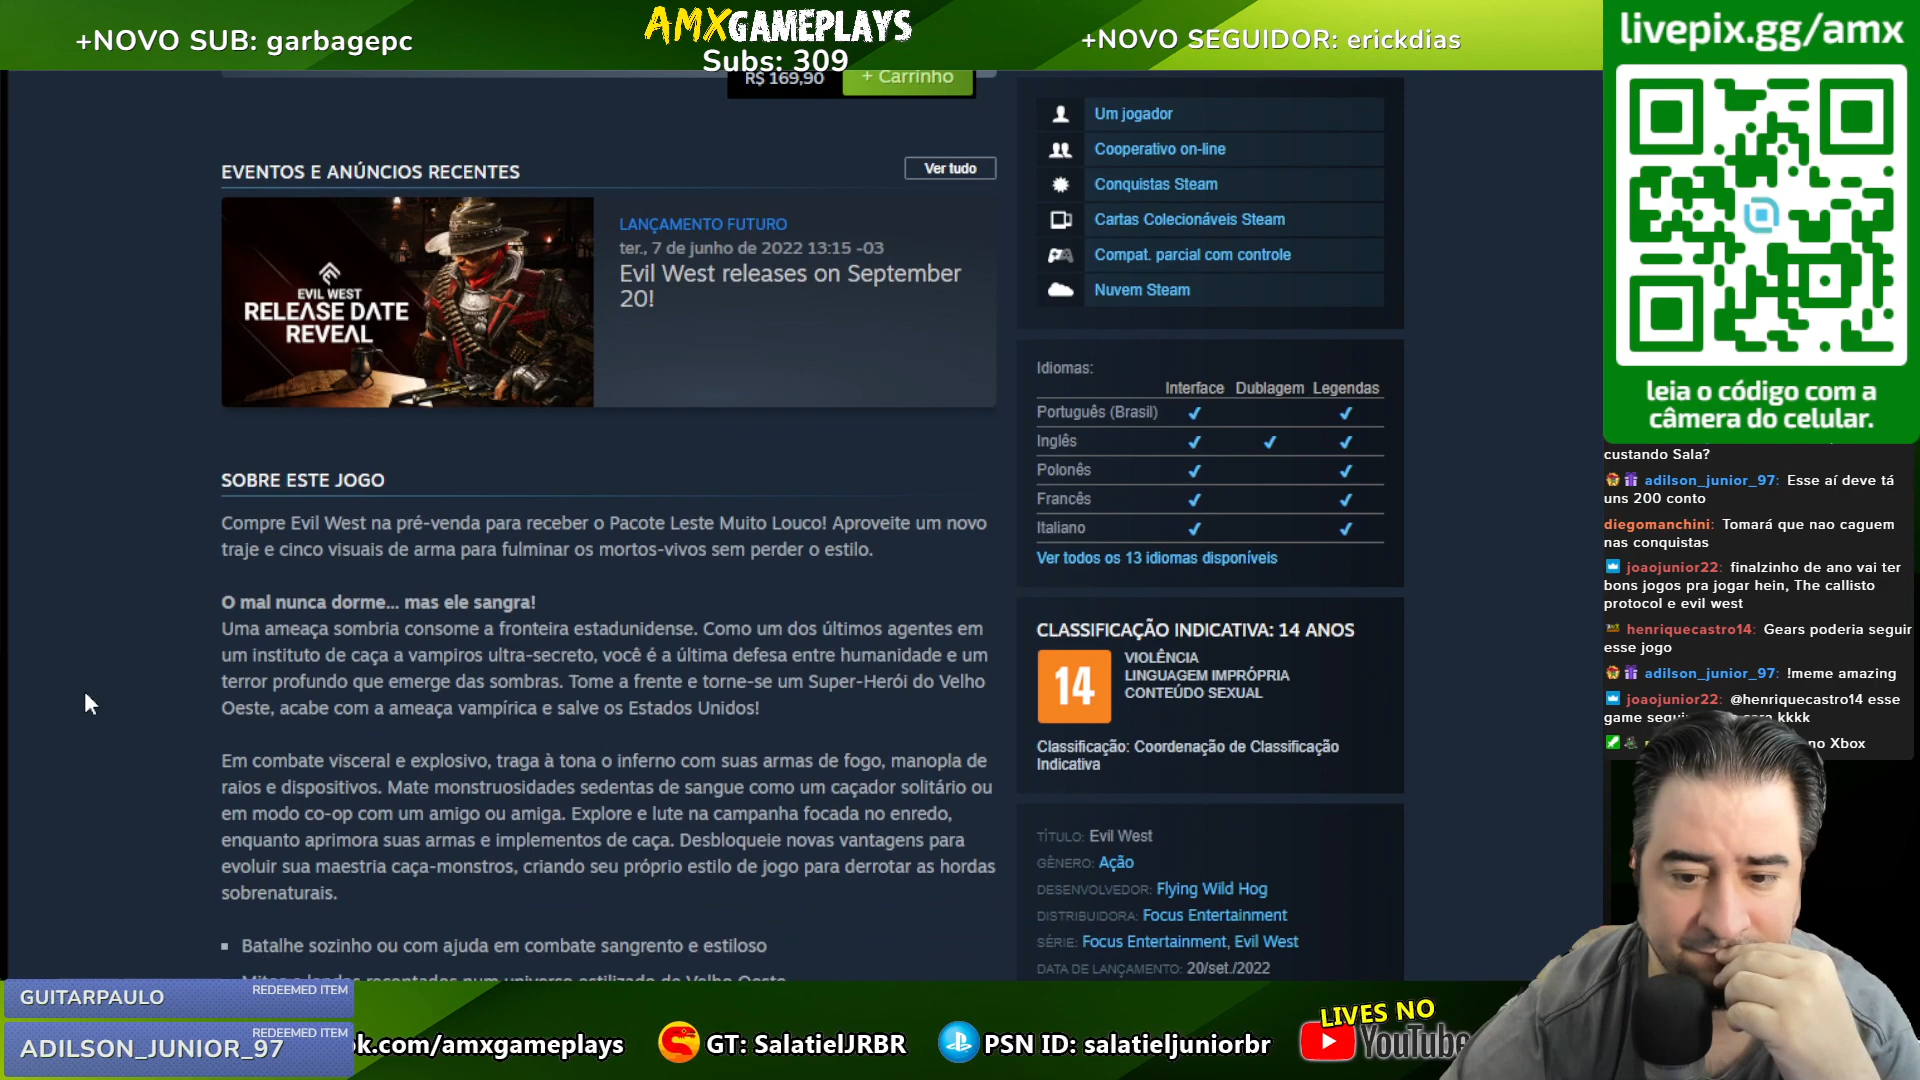 +NOVO SUB: garbagepc
AMXGAMEPLAYS
Subs: 309
+NOVO SEGUIDOR: erickdias
livepix.gg/amx
leia o código com a
câmera do celular.
R$ 169,90
+ Carrinho
EVENTOS E ANÚNCIOS RECENTES
Ver tudo
EVIL WEST
RELEASE DATE
REVEAL
LANÇAMENTO FUTURO
ter., 7 de junho de 2022 13:15 -03
Evil West releases on September
20!
SOBRE ESTE JOGO
Compre Evil West na pré-venda para receber o Pacote Leste Muito Louco! Aproveite um novo
traje e cinco visuais de arma para fulminar os mortos-vivos sem perder o estilo.
O mal nunca dorme... mas ele sangra!
Uma ameaça sombria consome a fronteira estadunidense. Como um dos últimos agentes em
um instituto de caça a vampiros ultra-secreto, você é a última defesa entre humanidade e um
terror profundo que emerge das sombras. Tome a frente e torne-se um Super-Herói do Velho
Oeste, acabe com a ameaça vampírica e salve os Estados Unidos!
Em combate visceral e explosivo, traga à tona o inferno com suas armas de fogo, manopla de
raios e dispositivos. Mate monstruosidades sedentas de sangue como um caçador solitário ou
em modo co-op com um amigo ou amiga. Explore e lute na campanha focada no enredo,
enquanto aprimora suas armas e implementos de caça. Desbloqueie novas vantagens para
evoluir sua maestria caça-monstros, criando seu próprio estilo de jogo para derrotar as hordas
sobrenaturais.
Batalhe sozinho ou com ajuda em combate sangrento e estiloso
Mitos e lendas recontados num universo estilizado de Velho Oeste
Um jogador
Cooperativo on-line
Conquistas Steam
Cartas Colecionáveis Steam
Compat. parcial com controle
Nuvem Steam
Idiomas:
Interface Dublagem Legendas
Português (Brasil) ✔ ✔
Inglês ✔ ✔ ✔
Polonês ✔ ✔
Francês ✔ ✔
Italiano ✔ ✔
Ver todos os 13 idiomas disponíveis
CLASSIFICAÇÃO INDICATIVA: 14 ANOS
14
VIOLÊNCIA
LINGUAGEM IMPRÓPRIA
CONTEÚDO SEXUAL
Classificação: Coordenação de Classificação
Indicativa
TÍTULO: Evil West
GÊNERO: Ação
DESENVOLVEDOR: Flying Wild Hog
DISTRIBUIDORA: Focus Entertainment
SÉRIE: Focus Entertainment, Evil West
DATA DE LANÇAMENTO: 20/set./2022
custando Sala?
adilson_junior_97: Esse aí deve tá
uns 200 conto
diegomanchini: Tomará que nao caguem
nas conquistas
joaojunior22: finalzinho de ano vai ter
bons jogos pra jogar hein, The callisto
protocol e evil west
henriquecastro14: Gears poderia seguir
esse jogo
adilson_junior_97: !meme amazing
joaojunior22: @henriquecastro14 esse
game kkkk
no Xbox
GUITARPAULO
REDEEMED ITEM
ADILSON_JUNIOR_97
REDEEMED ITEM
ok.com/amxgameplays
GT: SalatielJRBR
PSN ID: salatieljuniorbr
LIVES NO
YouTube